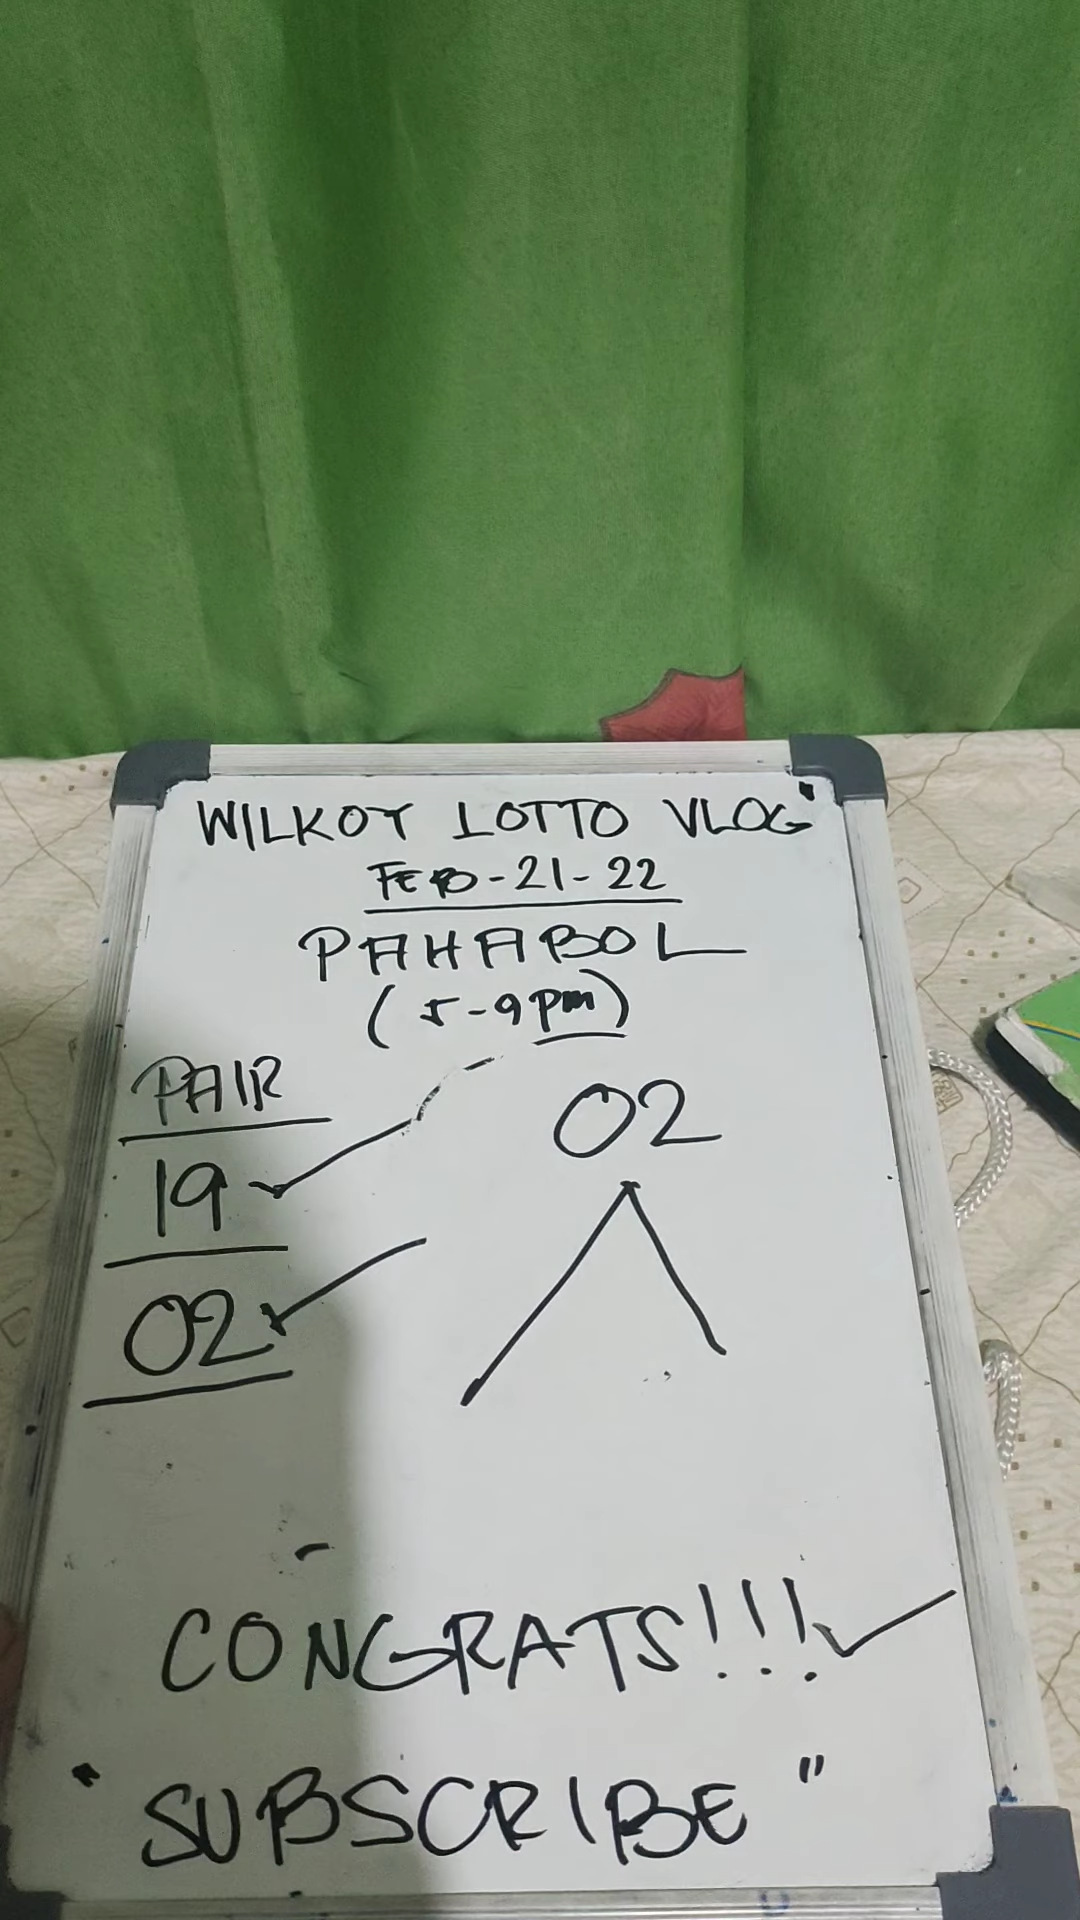 WILKOY LOTTO VLOG"
FEB-21-22
PAHABOL
(5-9pm)
PAIR
19
02
02
CONGRATS!!!
"SUBSCRIBE"